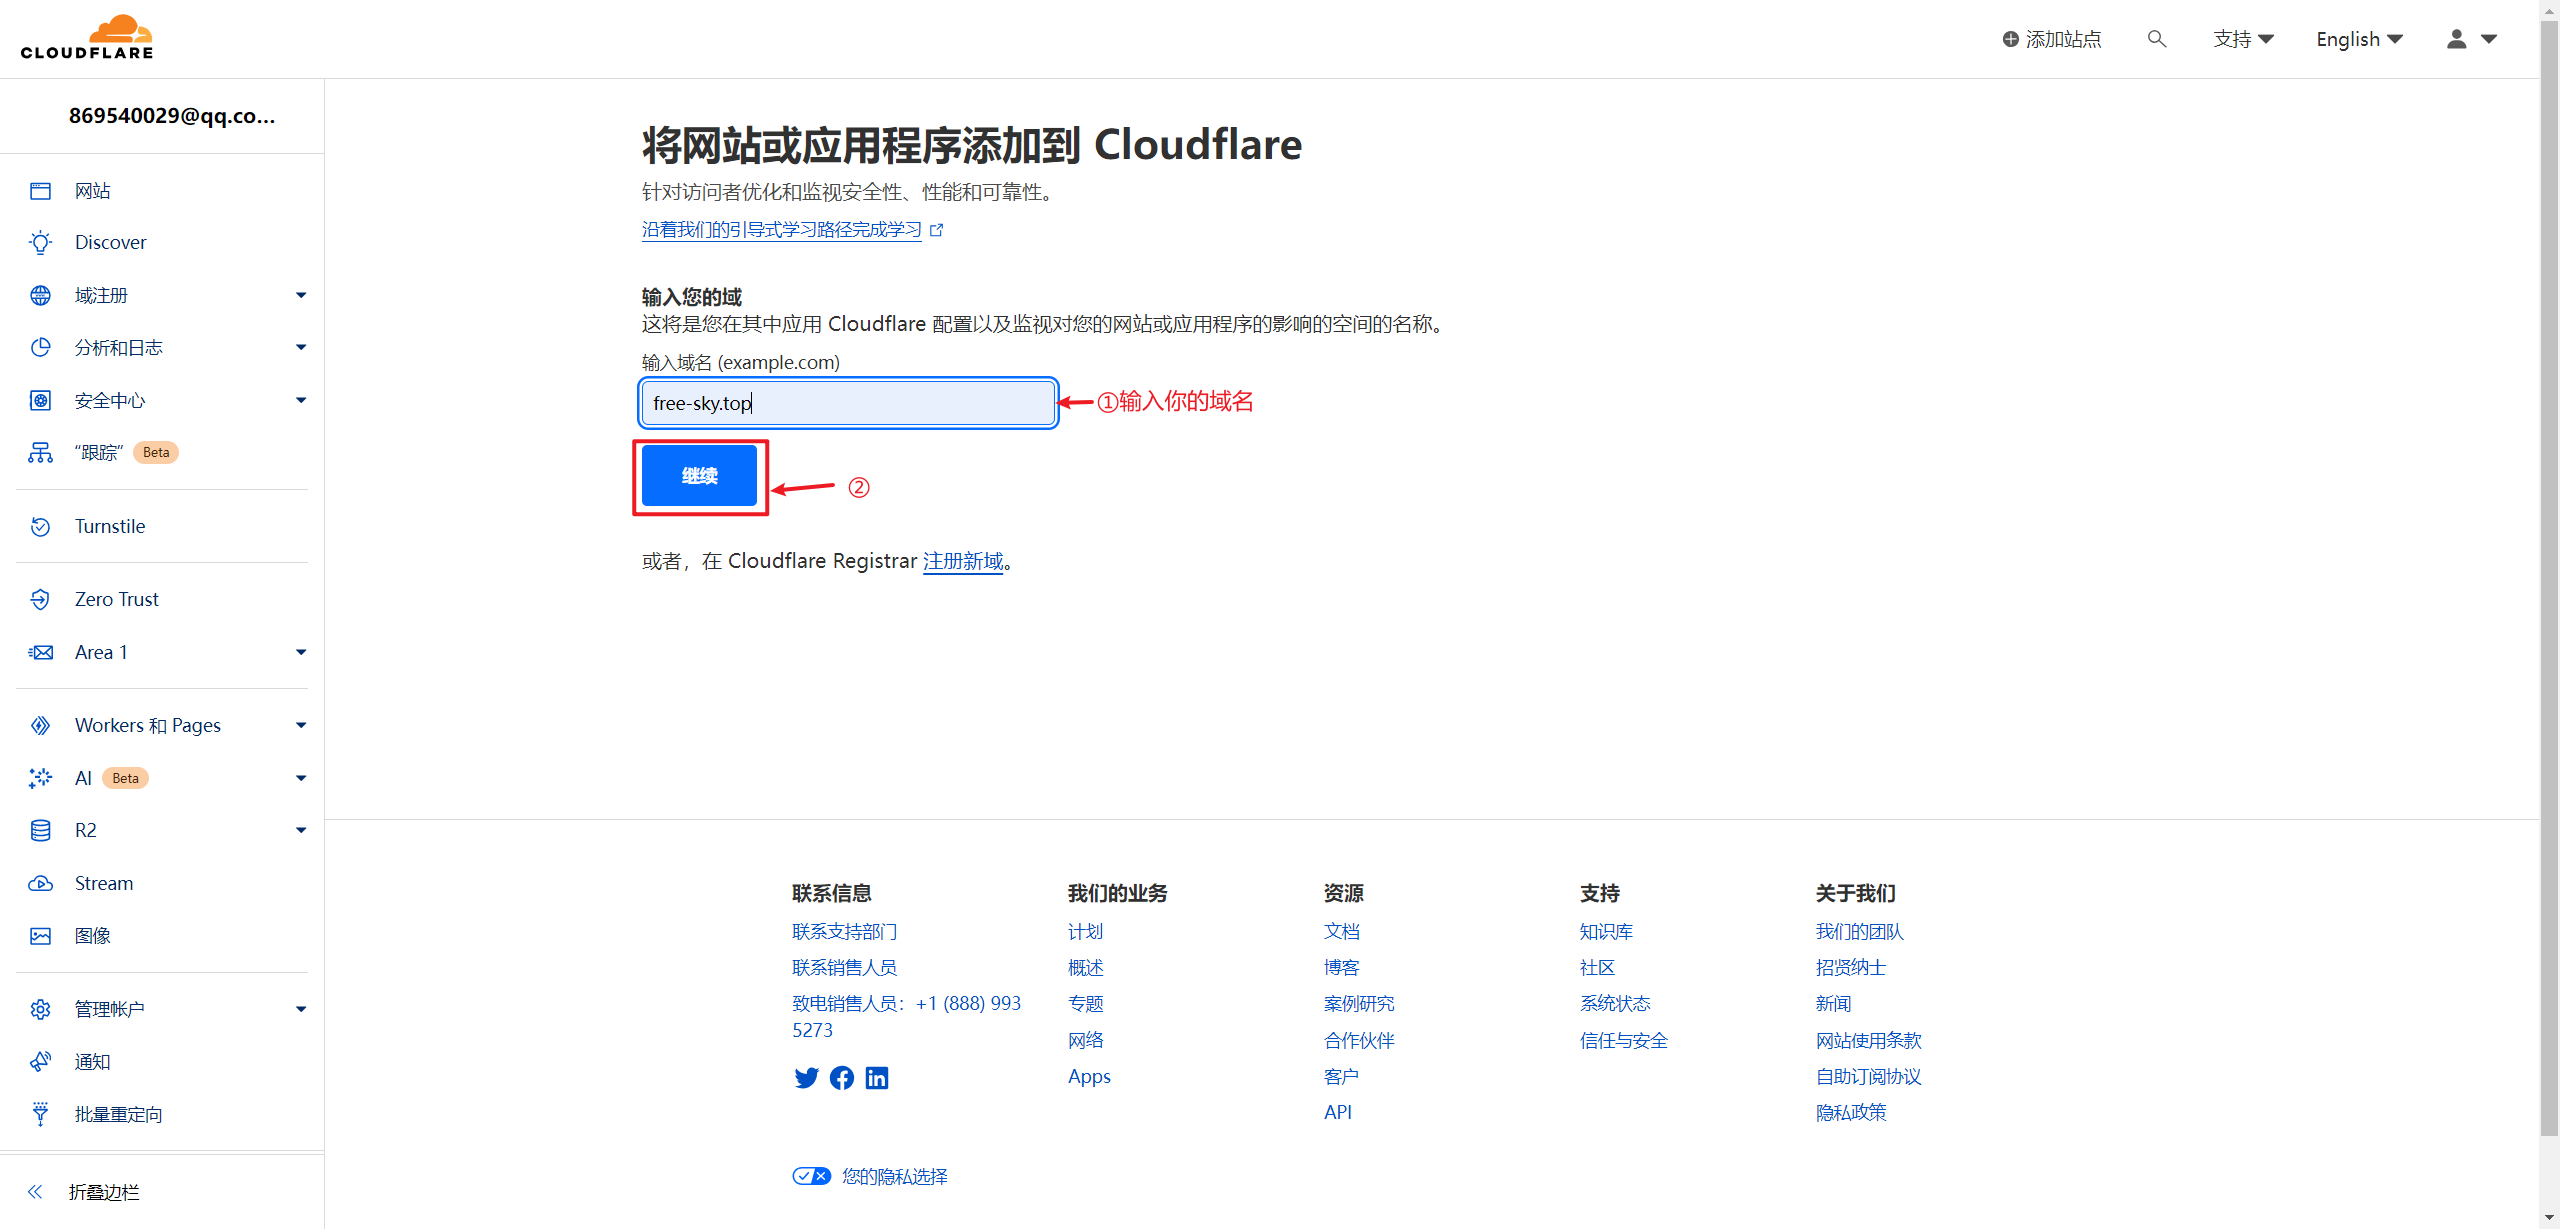 CLOUDFLARE
添加站点
支持
English
869540029@qq.co...
网站
Discover
域注册
分析和日志
安全中心
“跟踪” Beta
Turnstile
Zero Trust
Area 1
Workers 和 Pages
AI Beta
R2
Stream
图像
管理帐户
通知
批量重定向
折叠边栏
将网站或应用程序添加到 Cloudflare
针对访问者优化和监视安全性、性能和可靠性。
沿着我们的引导式学习路径完成学习
输入您的域
这将是您在其中应用 Cloudflare 配置以及监视对您的网站或应用程序的影响的空间的名称。
输入域名 (example.com)
free-sky.top
①输入你的域名
继续
②
或者，在 Cloudflare Registrar 注册新域。
联系信息
联系支持部门
联系销售人员
致电销售人员：+1 (888) 993
5273
我们的业务
计划
概述
专题
网络
Apps
资源
文档
博客
案例研究
合作伙伴
客户
API
支持
知识库
社区
系统状态
信任与安全
关于我们
我们的团队
招贤纳士
新闻
网站使用条款
自助订阅协议
隐私政策
您的隐私选择